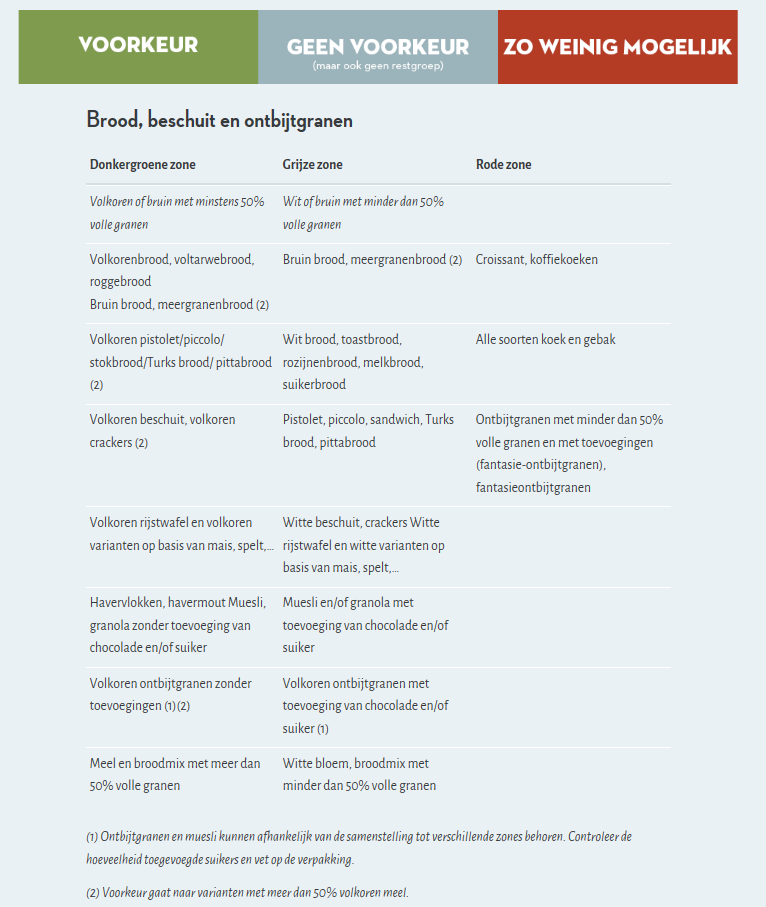 VOORKEUR
GEEN VOORKEUR
(maar ook geen restgroep)
ZO WEINIG MOGELIJK
Brood, beschuit en ontbijtgranen
Donkergroene zone
Grijze zone
Rode zone
Volkoren of bruin met minstens 50%
volle granen
Wit of bruin met minder dan 50%
volle granen
Volkorenbrood, voltarwebrood,
roggebrood
Bruin brood, meergranenbrood (2)
Bruin brood, meergranenbrood (2)
Croissant, koffiekoeken
Volkoren pistolet/piccolo/
stokbrood/Turks brood/ pittabrood
(2)
Wit brood, toastbrood,
rozijnenbrood, melkbrood,
suikerbrood
Alle soorten koek en gebak
Volkoren beschuit, volkoren
crackers (2)
Pistolet, piccolo, sandwich, Turks
brood, pittabrood
Ontbijtgranen met minder dan 50%
volle granen en met toevoegingen
(fantasie-ontbijtgranen),
fantasieontbijtgranen
Volkoren rijstwafel en volkoren
varianten op basis van mais, spelt,...
Witte beschuit, crackers Witte
rijstwafel en witte varianten op
basis van mais, spelt,...
Havervlokken, havermout Muesli,
granola zonder toevoeging van
chocolade en/of suiker
Muesli en/of granola met
toevoeging van chocolade en/of
suiker
Volkoren ontbijtgranen zonder
toevoegingen (1)(2)
Volkoren ontbijtgranen met
toevoeging van chocolade en/of
suiker (1)
Meel en broodmix met meer dan
50% volle granen
Witte bloem, broodmix met
minder dan 50% volle granen
(1) Ontbijtgranen en muesli kunnen afhankelijk van de samenstelling tot verschillende zones behoren. Controleer de
hoeveelheid toegevoegde suikers en vet op de verpakking.
(2) Voorkeur gaat naar varianten met meer dan 50% volkoren meel.